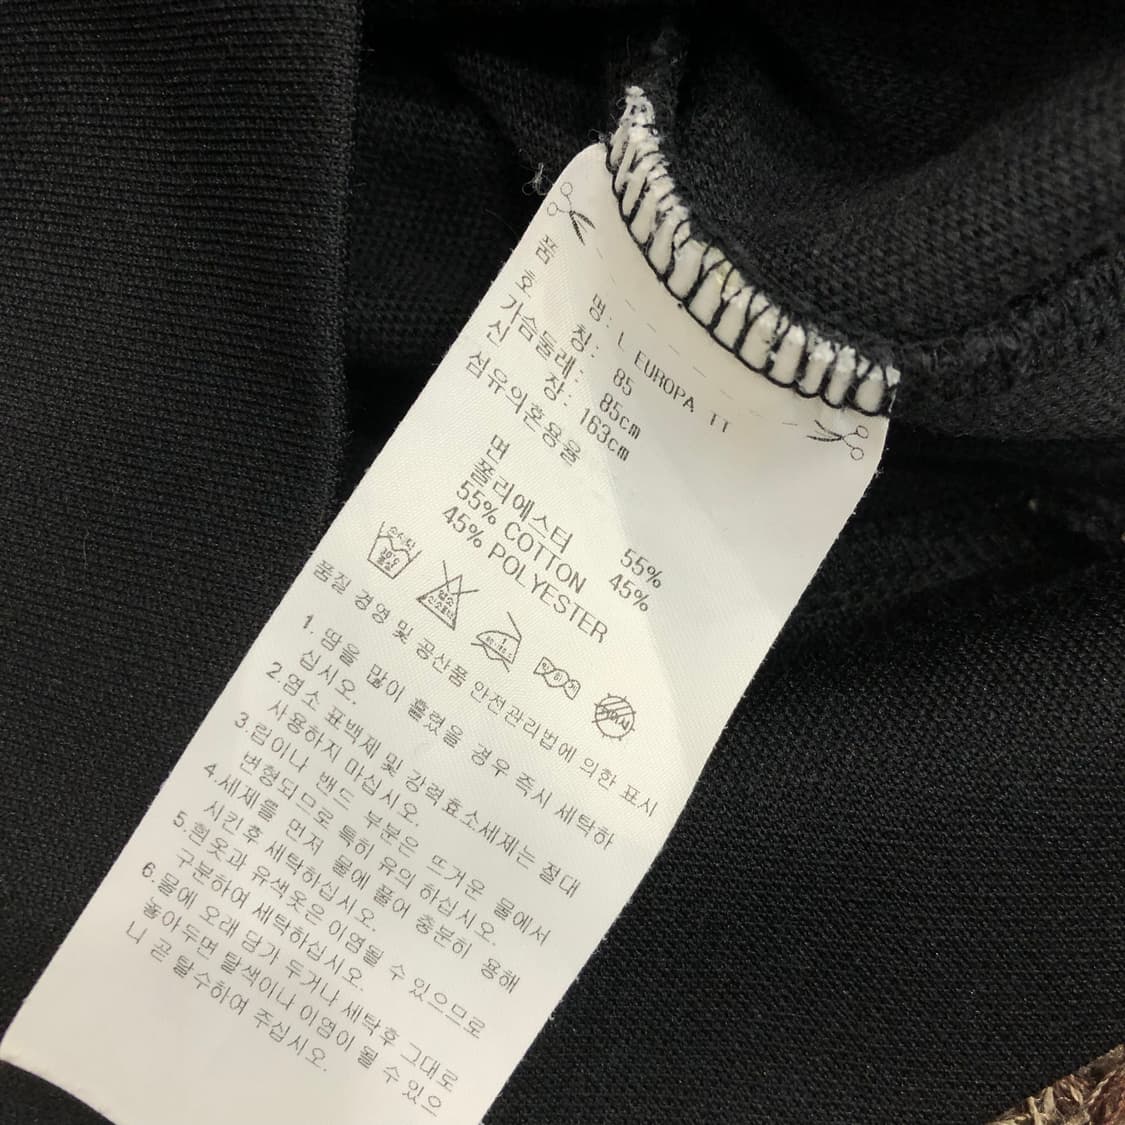 품 명: L EUROPA TT
호 칭: 85
가슴둘레: 85cm
신 장: 163cm
섬유의혼용율
면 55%
폴리에스터 45%
55% COTTON
45% POLYESTER
품질 경영 및 공산품 안전관리법에 의한 표시
1. 땀을 많이 흘렸을 경우 즉시 세탁하
십시오.
2.염소 표백제 및 강력효소세제는 절대
사용하지 마십시오.
3.립이나 밴드 부분은 뜨거운 물에서
변형되므로 특히 유의 하십시오.
4.세제를 먼저 물에 풀어 충분히 용해
시킨후 세탁하십시오.
5.흰옷과 유색옷은 이염될 수 있으므로
구분하여 세탁하십시오.
6.물에 오래 담가 두거나 세탁후 그대로
놓아두면 탈색이나 이염이 될 수 있으
니 곧 탈수하여 주십시오.